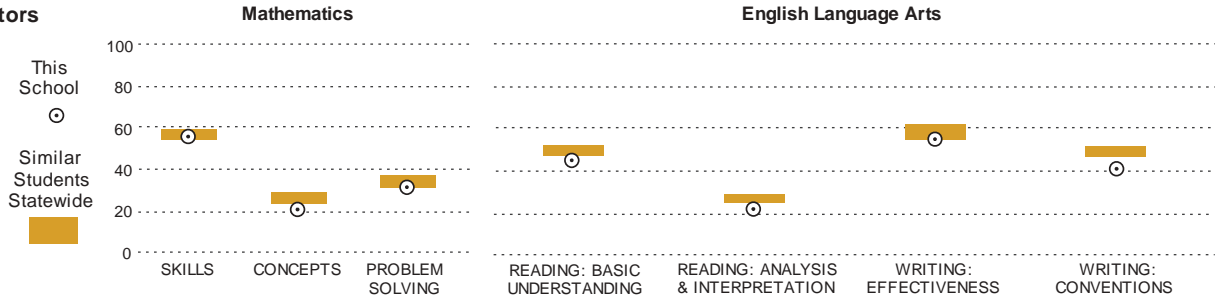 tors
Mathematics
English Language Arts
This
School
Similar
Students
Statewide
100
80
60
40
20
0
SKILLS
CONCEPTS
PROBLEM
SOLVING
READING: BASIC
UNDERSTANDING
READING: ANALYSIS
& INTERPRETATION
WRITING:
EFFECTIVENESS
WRITING:
CONVENTIONS